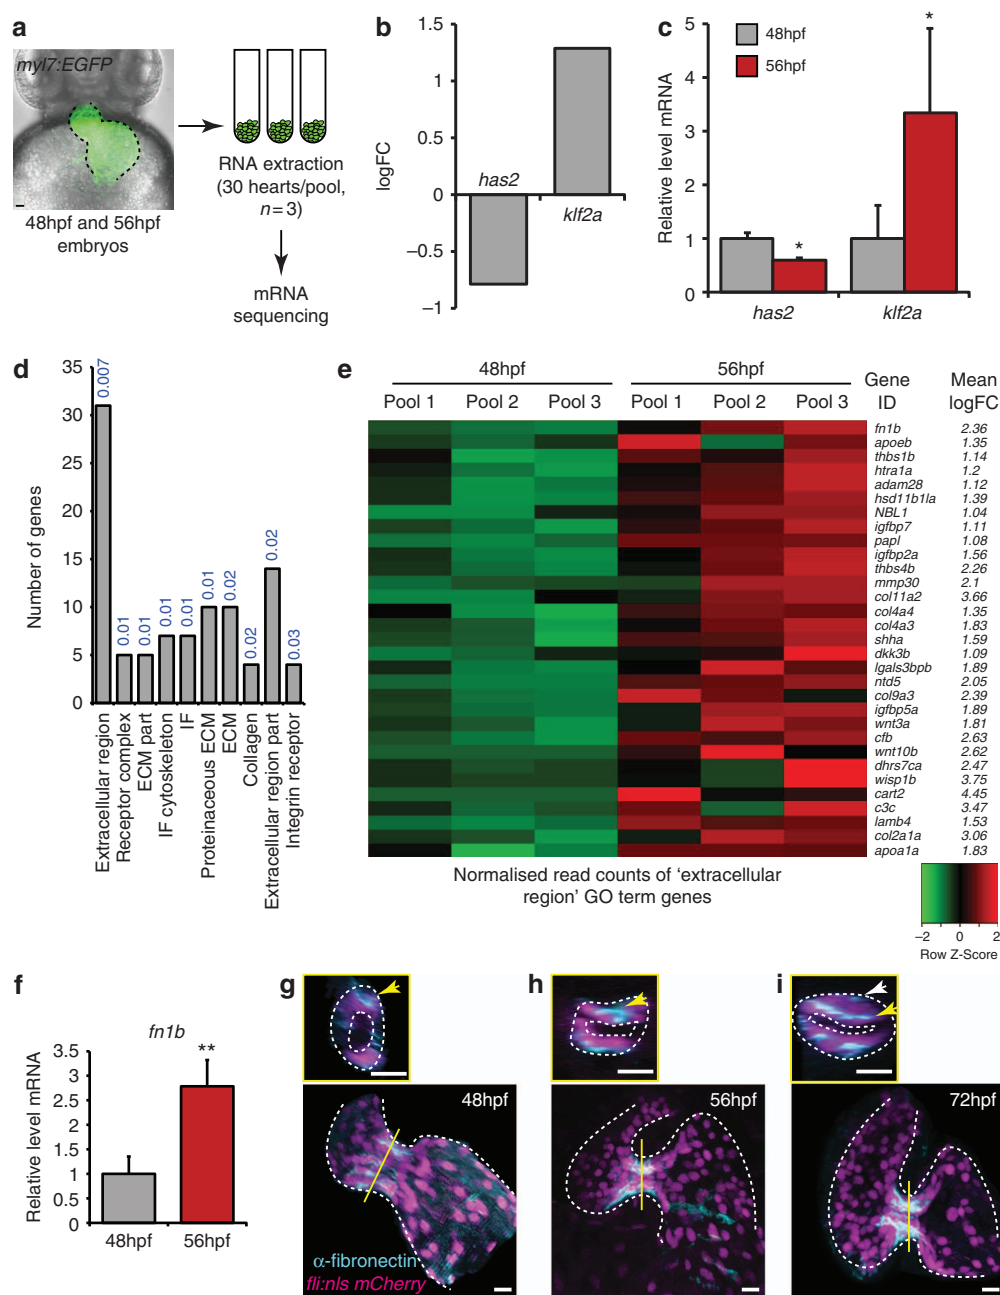 a
myl7:EGFP
48hpf and 56hpf
embryos
RNA extraction
(30 hearts/pool,
n=3)
mRNA
sequencing
b
logFC
1.5
1
0.5
0
−0.5
−1
has2
klf2a
c
Relative level mRNA
5
4
3
2
1
0
48hpf
56hpf
*
*
has2
klf2a
d
Number of genes
35
30
25
20
15
10
5
0
0.007
0.01
0.01
0.01
0.01
0.01
0.02
0.02
0.02
0.03
Extracellular region
Receptor complex
ECM part
IF cytoskeleton
IF
Proteinaceous ECM
ECM
Collagen
Extracellular region part
Integrin receptor
e
48hpf
56hpf
Gene
ID
Mean
logFC
Pool 1
Pool 2
Pool 3
Pool 1
Pool 2
Pool 3
fn1b 2.36
apoeb 1.35
thbs1b 1.14
htra1a 1.2
adam28 1.12
hsd11b1la 1.39
NBL1 1.04
igfbp7 1.11
papl 1.08
igfbp2a 1.56
thbs4b 2.26
mmp30 2.1
col11a2 3.66
col4a4 1.35
col4a3 1.83
shha 1.59
dkk3b 1.09
lgals3bpb 1.89
ntd5 2.05
col9a3 2.39
igfbp5a 1.89
wnt3a 1.81
cfb 2.63
wnt10b 2.62
dhrs7ca 2.47
wisp1b 3.75
cart2 4.45
c3c 3.47
lamb4 1.53
col2a1a 3.06
apoa1a 1.83
Normalised read counts of ‘extracellular
region’ GO term genes
−2 0 2
Row Z-Score
f
fn1b
Relative level mRNA
3.5
3
2.5
2
1.5
1
0.5
0
**
48hpf
56hpf
g
48hpf
α-fibronectin
fli:nls mCherry
h
56hpf
i
72hpf